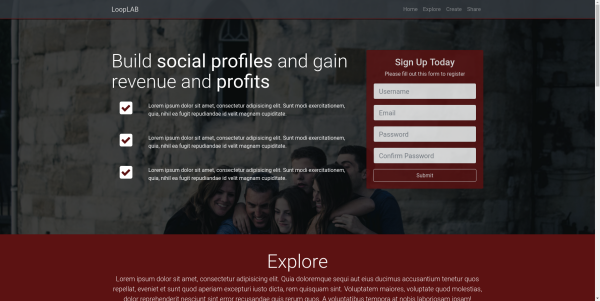 LoopLAB
Home Explore Create Share
Build social profiles and gain
revenue and profits
Lorem ipsum dolor sit amet, consectetur adipisicing elit. Sunt modi exercitationem,
quia, nihil ea fugit repudiandae id velit magnam cupiditate
Lorem ipsum dolor sit amet, consectetur adipisicing elit. Sunt modi exercitationem,
quia, nihil ea fugit repudiandae id velit magnam cupiditate
Lorem ipsum dolor sit amet, consectetur adipisicing elit. Sunt modi exercitationem,
quia, nihil ea fugit repudiandae id velit magnam cupiditate
Sign Up Today
Please fill out this form to register
Username
Email
Password
Confirm Password
Submit
Explore
Lorem ipsum dolor sit amet, consectetur adipisicing elit. Quia doloremque sequi aut eius ducimus accusantium tenetur quos
repellat, eveniet et sunt quod aperiam excepturi iusto dicta, rem quisquam sint. Voluptatem maiores, voluptate quod molestias,
dolor reprehenderit nesciunt sint error recusandae quis rerum quos. A voluptatibus tempora at nobis laboriosam ipsam!